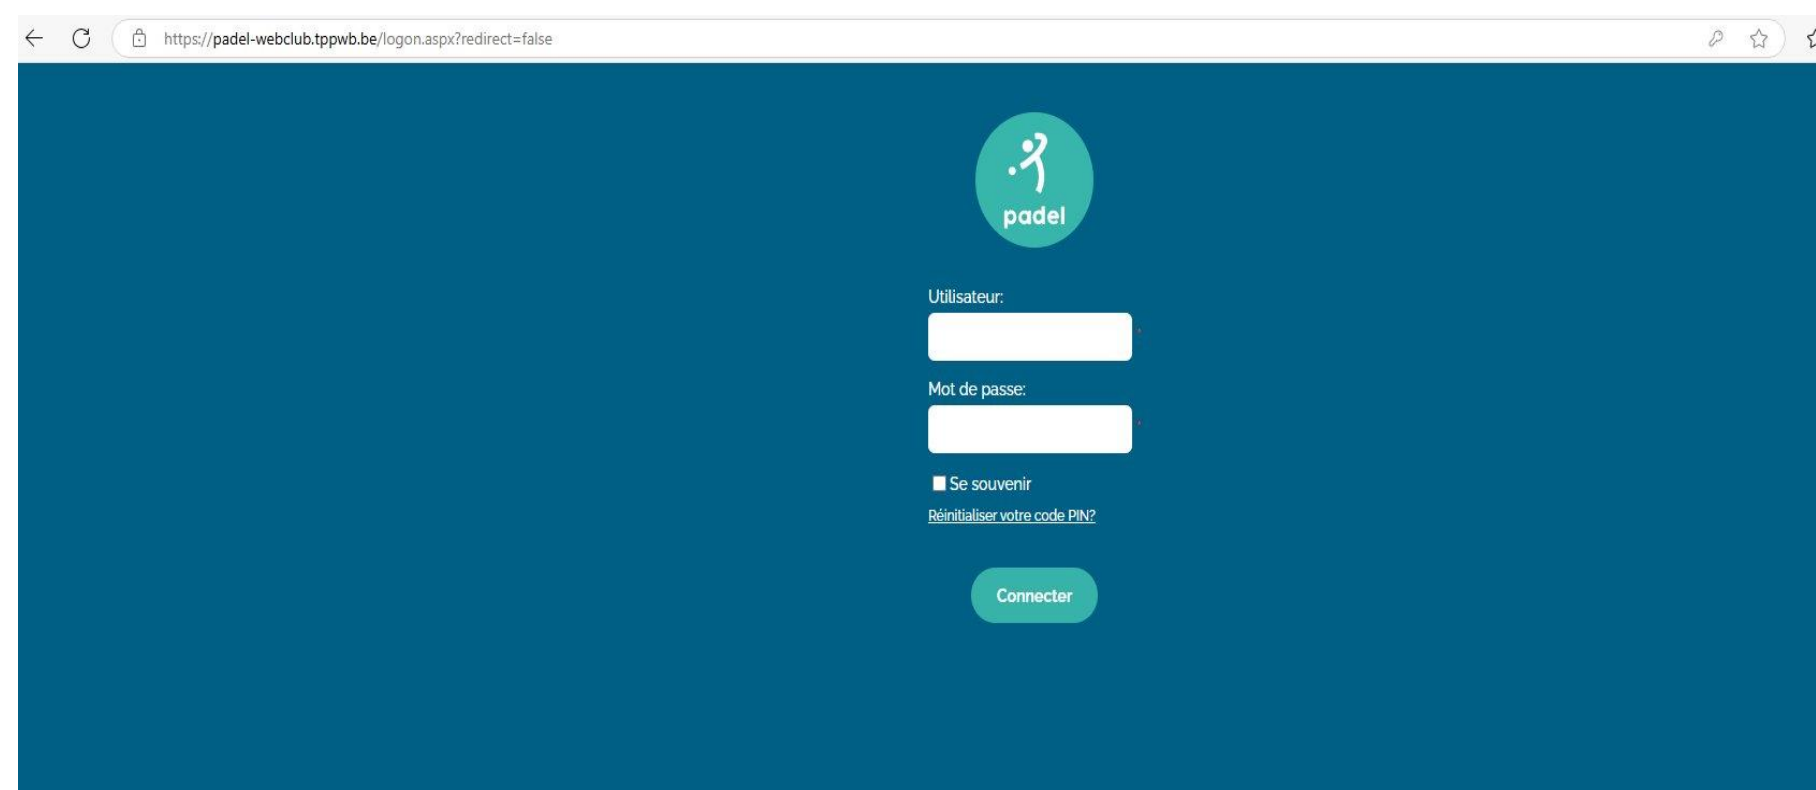 https://padel-webclub.tppwb.be/logon.aspx?redirect=false
padel
Utilisateur:
*
Mot de passe:
*
Se souvenir
Réinitialiser votre code PIN?
Connecter